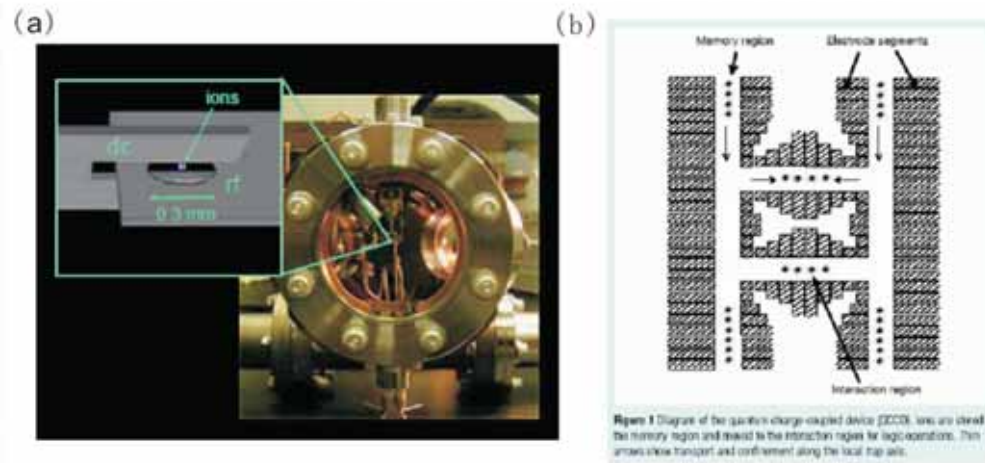 (a)
ions
dc
rf
0.3 mm
(b)
Memory region
Electrode segments
Interaction region
Figure 1 Diagram of the quantum charge-coupled device (QCCD). Ions are stored
the memory region and moved to the interaction region for logic operations. Thin
arrows show transport and confinement along the local trap axis.